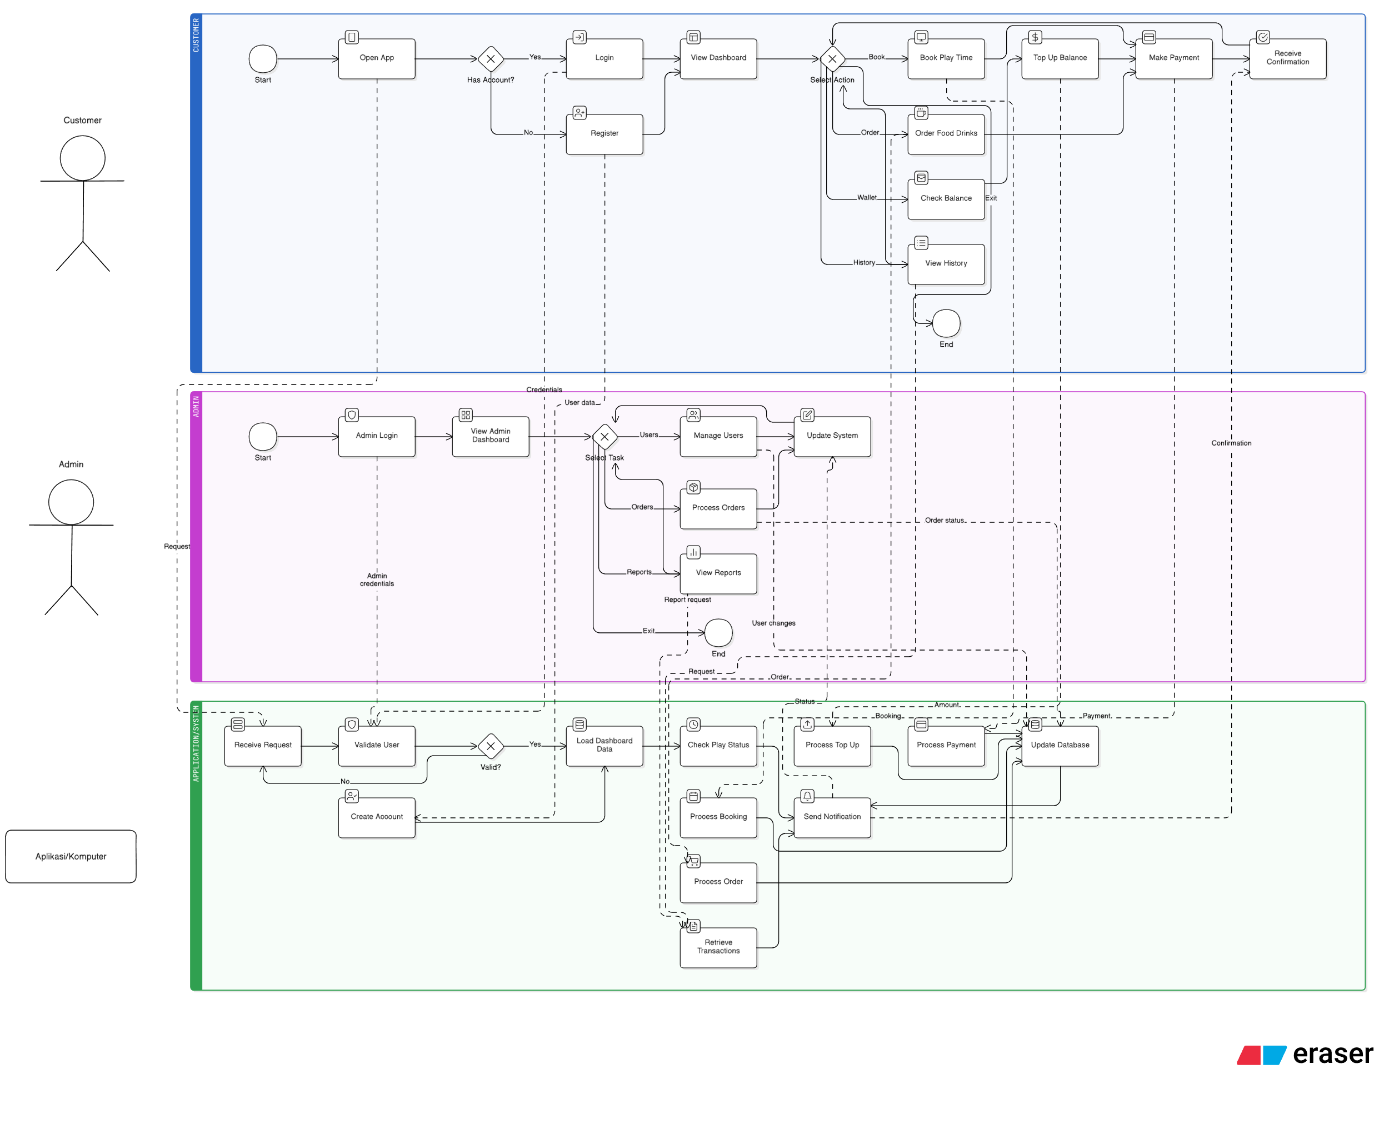 CUSTOMER
Customer
Start
Open App
Has Account?
Yes
No
Login
Register
View Dashboard
Select Action
Book
Order
Wallet
History
Exit
Book Play Time
Order Food Drinks
Check Balance
View History
End
Top Up Balance
Make Payment
Receive
Confirmation
Credentials
User data
ADMIN
Admin
Start
Admin Login
View Admin
Dashboard
Select Task
Users
Orders
Reports
Exit
Manage Users
Process Orders
View Reports
End
Update System
Confirmation
Order status
Request
Admin
credentials
Report request
User changes
Request
Order
Status
Booking
Amount
Payment
APPLICATION/SYSTEM
Aplikasi/Komputer
Receive Request
Validate User
Valid?
Yes
No
Create Account
Load Dashboard
Data
Check Play Status
Process Booking
Process Order
Retrieve
Transactions
Process Top Up
Send Notification
Process Payment
Update Database
eraser